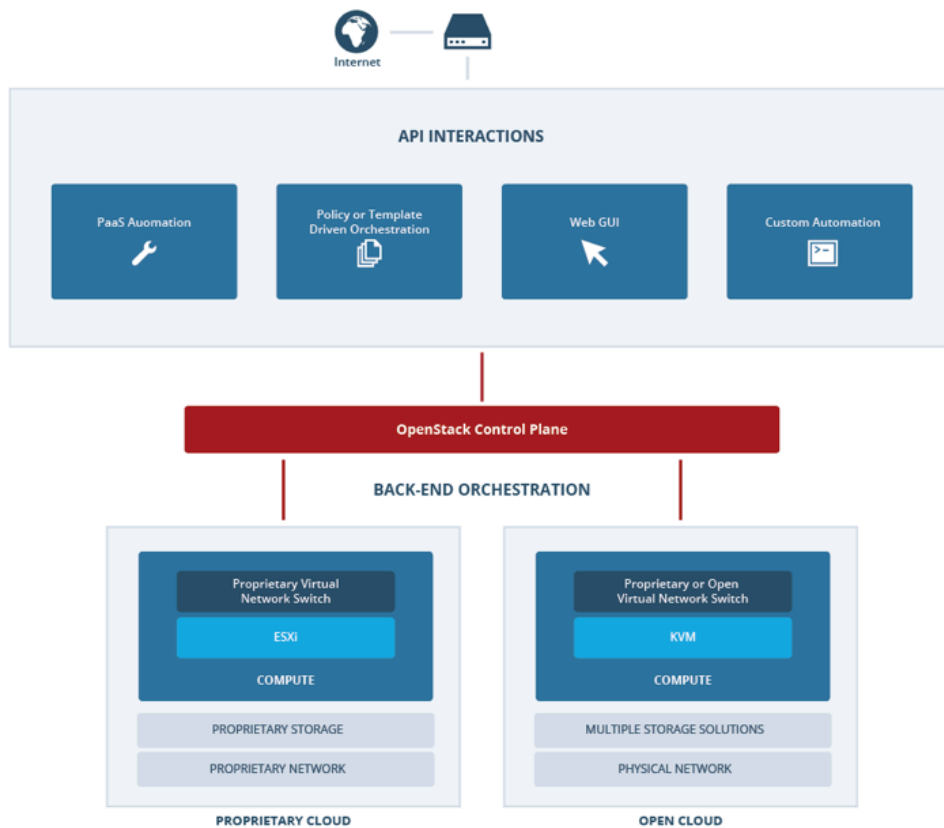 Internet
API INTERACTIONS
PaaS Auomation
Policy or Template
Driven Orchestration
Web GUI
Custom Automation
>-
OpenStack Control Plane
BACK-END ORCHESTRATION
Proprietary Virtual
Network Switch
ESXi
COMPUTE
PROPRIETARY STORAGE
PROPRIETARY NETWORK
PROPRIETARY CLOUD
Proprietary or Open
Virtual Network Switch
KVM
COMPUTE
MULTIPLE STORAGE SOLUTIONS
PHYSICAL NETWORK
OPEN CLOUD